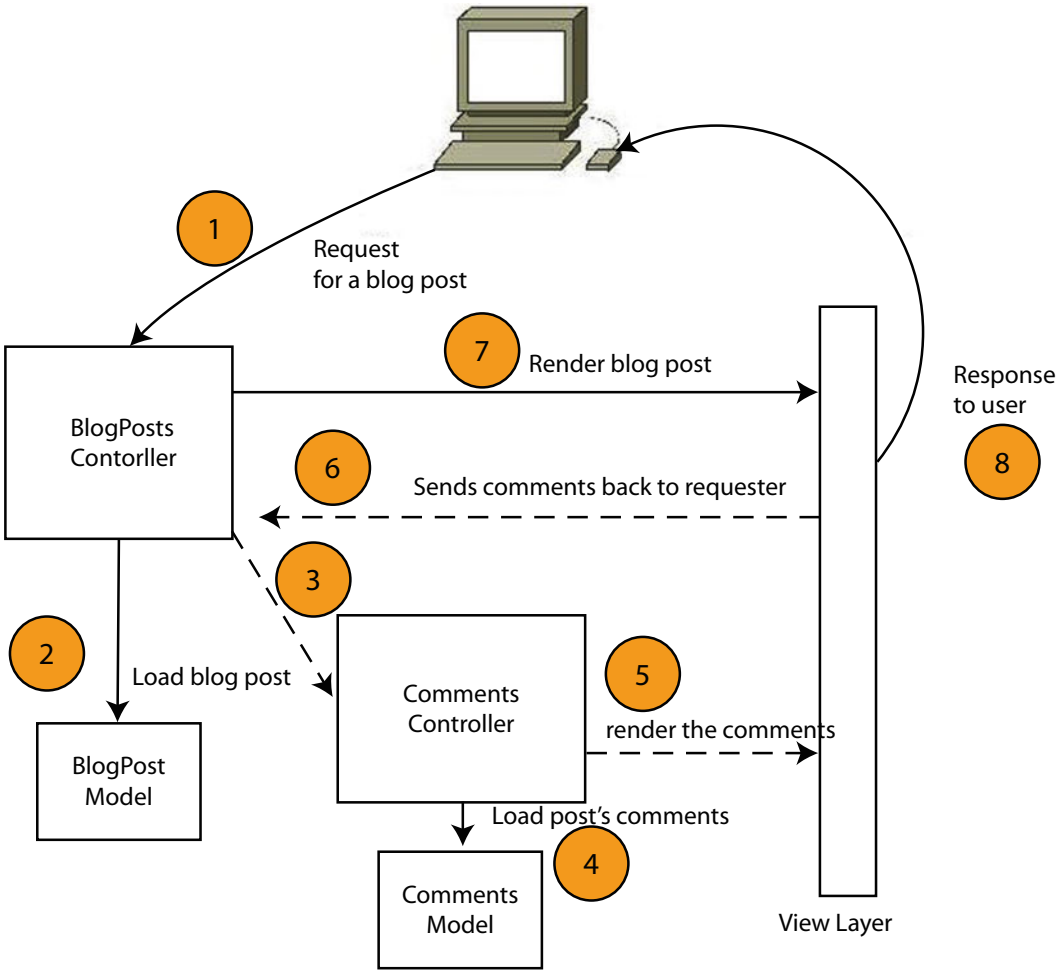 1
Request
for a blog post
7
Render blog post
Response
to user
8
BlogPosts
Contorller
6
Sends comments back to requester
3
2
Load blog post
Comments
Controller
5
render the comments
BlogPost
Model
Load post's comments
4
Comments
Model
View Layer